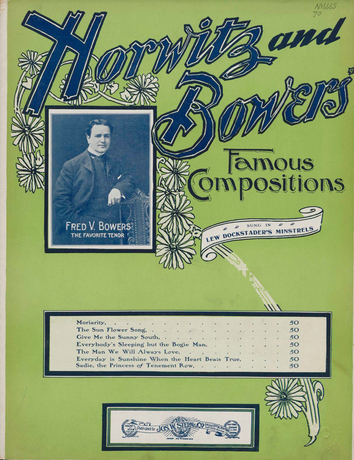 Horwitz and
Bowers'
Famous
Compositions
FRED V. BOWERS
THE FAVORITE TENOR
SUNG IN
LEW DOCKSTADER'S MINSTRELS
Moriarity, 50
The Sun Flower Song, 50
Give Me the Sunny South, 50
Everybody's Sleeping but the Bogie Man, 50
The Man We Will Always Love, 50
Everyday is Sunshine When the Heart Beats True, 50
Sadie, the Princess of Tenement Row, 50
JOS. W. STERN & CO